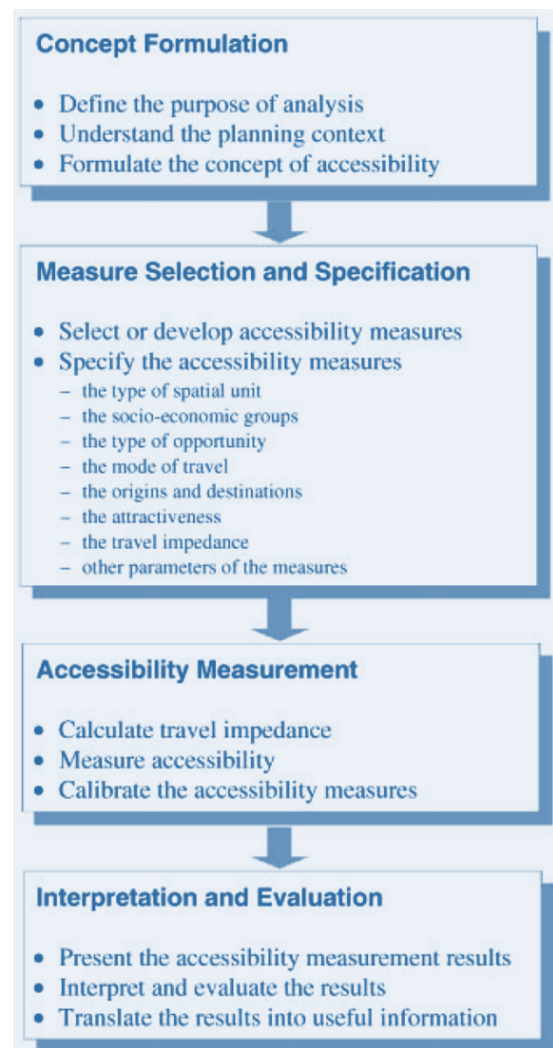 Concept Formulation
• Define the purpose of analysis
• Understand the planning context
• Formulate the concept of accessibility
Measure Selection and Specification
• Select or develop accessibility measures
• Specify the accessibility measures
– the type of spatial unit
– the socio-economic groups
– the type of opportunity
– the mode of travel
– the origins and destinations
– the attractiveness
– the travel impedance
– other parameters of the measures
Accessibility Measurement
• Calculate travel impedance
• Measure accessibility
• Calibrate the accessibility measures
Interpretation and Evaluation
• Present the accessibility measurement results
• Interpret and evaluate the results
• Translate the results into useful information